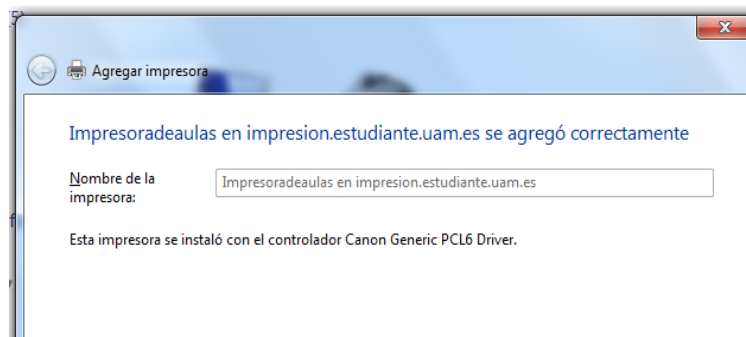 Agregar impresora
Impresoradeaulas en impresion.estudiante.uam.es se agregó correctamente
Nombre de la
impresora:
Impresoradeaulas en impresion.estudiante.uam.es
Esta impresora se instaló con el controlador Canon Generic PCL6 Driver.